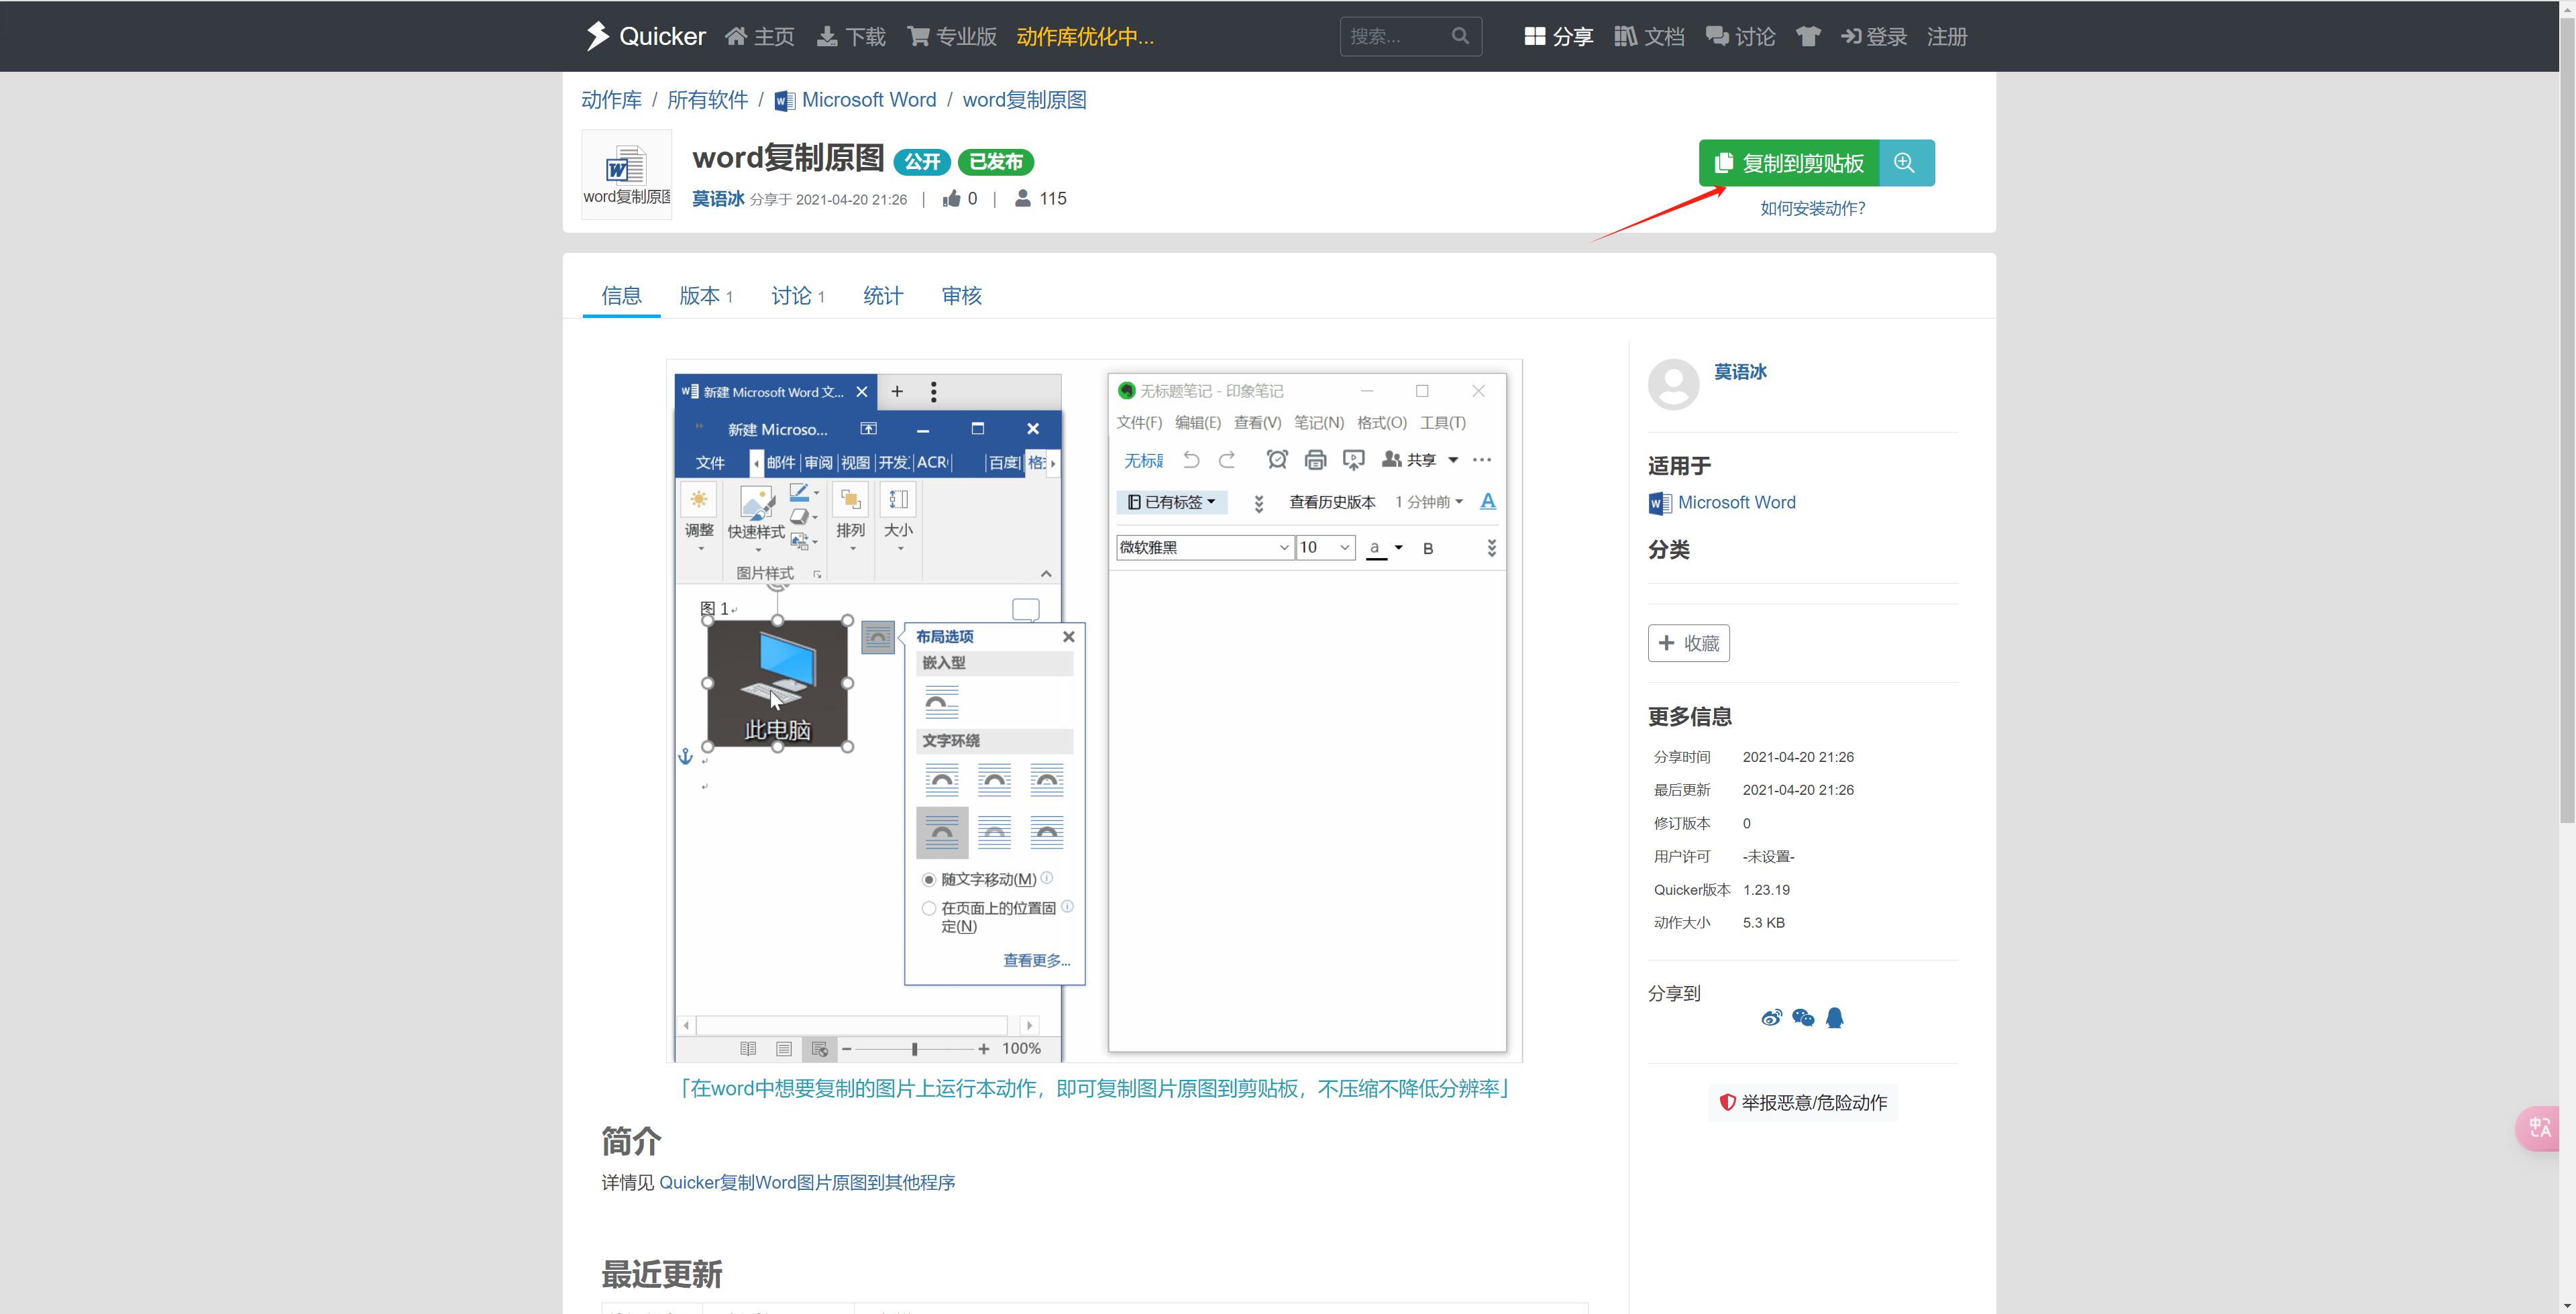 Quicker 主页 下载 专业版 动作库优化中... 搜索... 分享 文档 讨论 登录 注册
动作库 / 所有软件 / Microsoft Word / word复制原图
word复制原图
word复制原图 公开 已发布
莫语冰 分享于 2021-04-20 21:26 | 0 | 115
复制到剪贴板
如何安装动作?
信息 版本 1 讨论 1 统计 审核
新建 Microsoft Word 文...
新建 Microso...
文件 邮件 审阅 视图 开发 ACR 百度 格式
调整 快速样式 排列 大小
图片样式
图 1
此电脑
布局选项
嵌入型
文字环绕
随文字移动(M)
在页面上的位置固
定(N)
查看更多...
100%
无标题笔记 - 印象笔记
文件(F) 编辑(E) 查看(V) 笔记(N) 格式(O) 工具(T)
无标题 共享
已有标签 查看历史版本 1 分钟前 A
微软雅黑 10 a B
「在word中想要复制的图片上运行本动作，即可复制图片原图到剪贴板，不压缩不降低分辨率」
简介
详情见 Quicker复制Word图片原图到其他程序
最近更新
莫语冰
适用于
Microsoft Word
分类
收藏
更多信息
分享时间 2021-04-20 21:26
最后更新 2021-04-20 21:26
修订版本 0
用户许可 -未设置-
Quicker版本 1.23.19
动作大小 5.3 KB
分享到
举报恶意/危险动作